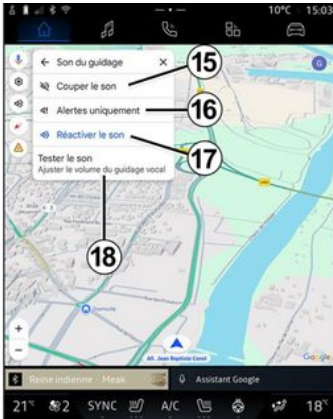 10°C 15:03
Son du guidage
G
Couper le son
15
Alertes uniquement
16
Réactiver le son
17
Tester le son
Ajuster le volume du guidage vocal
18
All. Jean Baptiste Corot
Reine indienne · Meak
Assistant Google
21° 2 SYNC A/C 18°